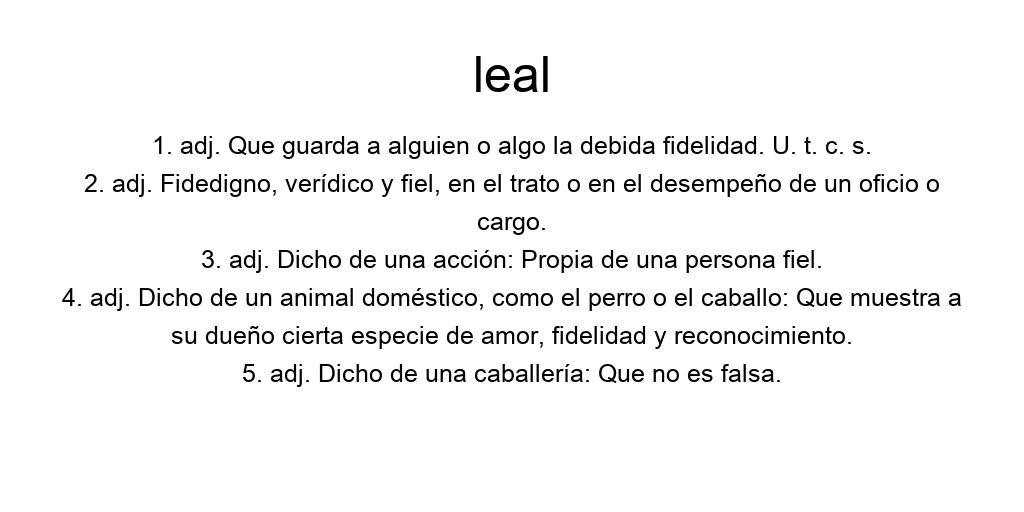 leal
1. adj. Que guarda a alguien o algo la debida fidelidad. U. t. c. s.
2. adj. Fidedigno, verídico y fiel, en el trato o en el desempeño de un oficio o
cargo.
3. adj. Dicho de una acción: Propia de una persona fiel.
4. adj. Dicho de un animal doméstico, como el perro o el caballo: Que muestra a
su dueño cierta especie de amor, fidelidad y reconocimiento.
5. adj. Dicho de una caballería: Que no es falsa.